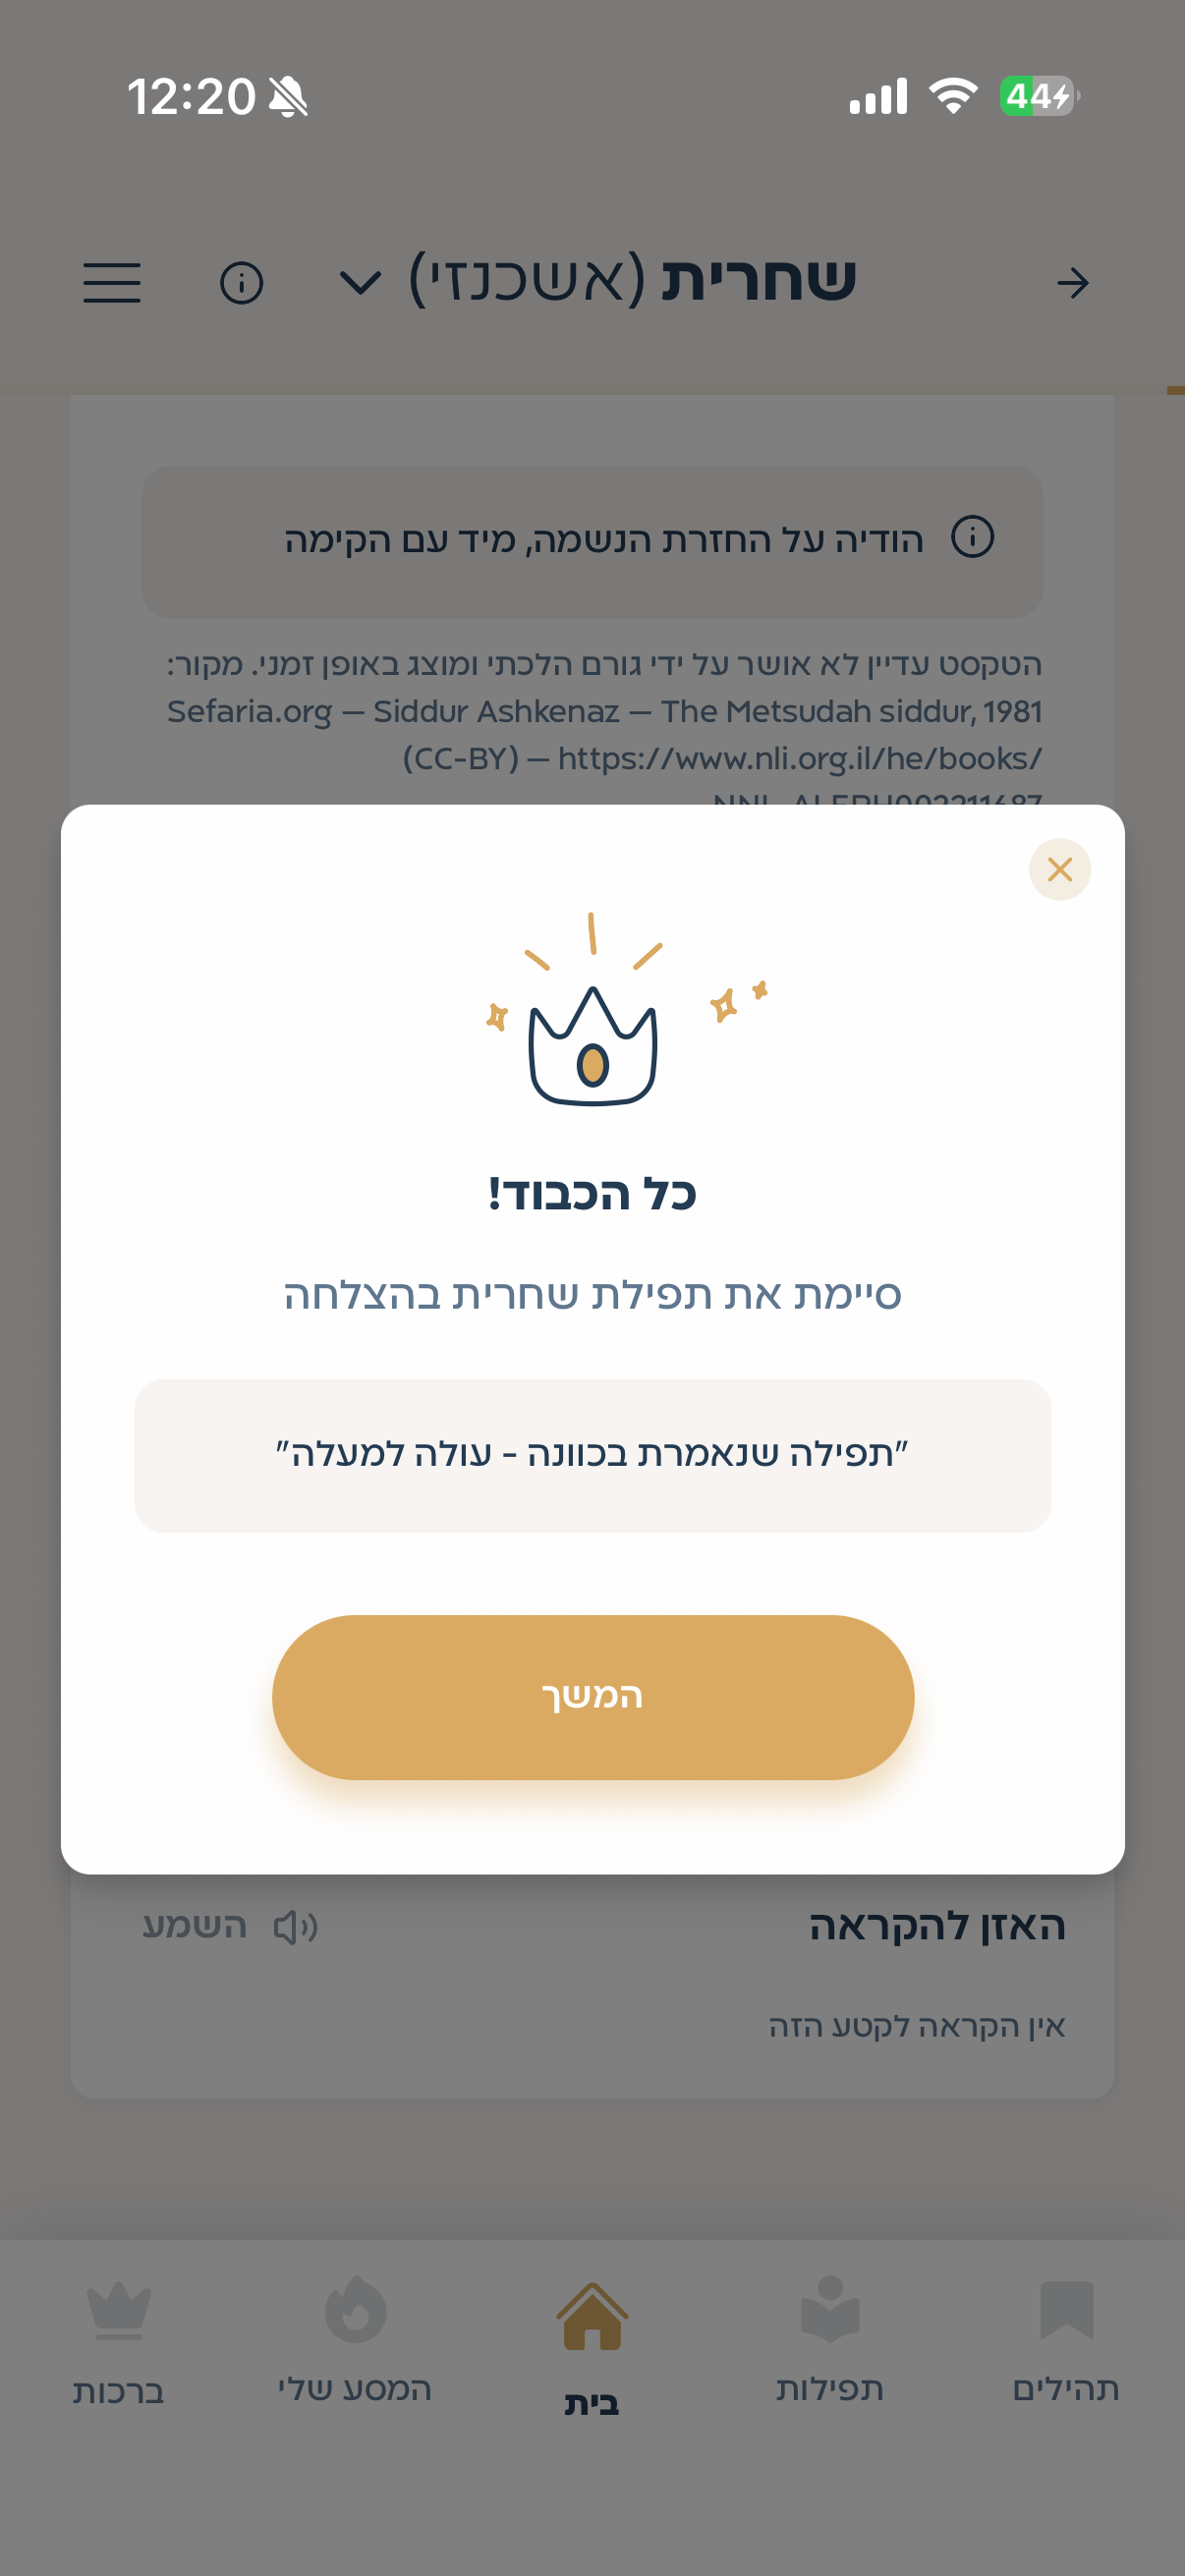 12:20
44
שחרית (אשכנזי)
הודיה על החזרת הנשמה, מיד עם הקימה
הטקסט עדיין לא אושר על ידי גורם הלכתי ומוצג באופן זמני. מקור:
Sefaria.org — Siddur Ashkenaz — The Metsudah siddur, 1981
(CC-BY) — https://www.nli.org.il/he/books/
כל הכבוד!
סיימת את תפילת שחרית בהצלחה
"תפילה שנאמרת בכוונה - עולה למעלה"
המשך
האזן להקראה
השמע
אין הקראה לקטע הזה
תהילים
תפילות
בית
המסע שלי
ברכות